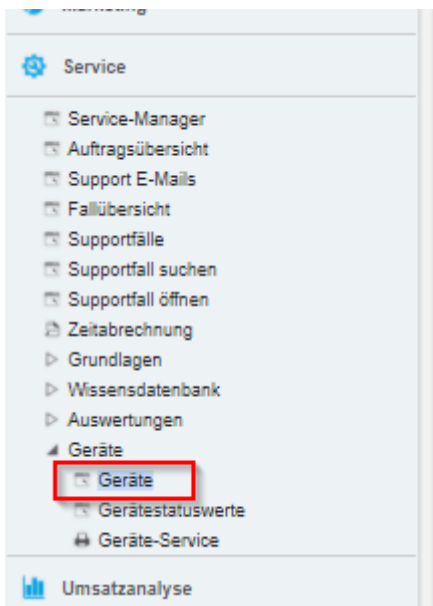 Marketing
Service
Service-Manager
Auftragsübersicht
Support E-Mails
Fallübersicht
Supportfälle
Supportfall suchen
Supportfall öffnen
Zeitabrechnung
Grundlagen
Wissensdatenbank
Auswertungen
Geräte
Geräte
Gerätestatuswerte
Geräte-Service
Umsatzanalyse